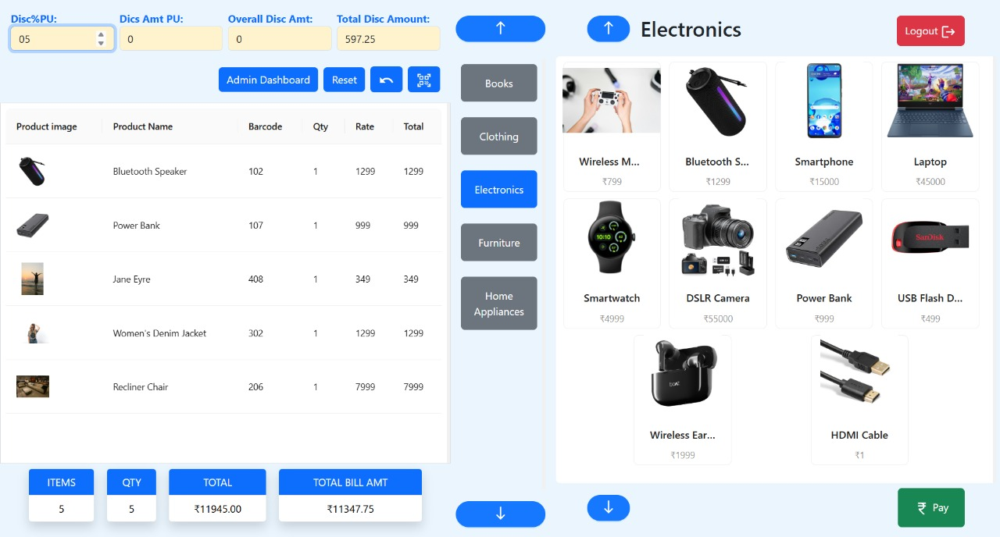 Disc%PU: Dics Amt PU: Overall Disc Amt: Total Disc Amount:
05 0 0 597.25
Admin Dashboard Reset
Product image Product Name Barcode Qty Rate Total
Bluetooth Speaker 102 1 1299 1299
Power Bank 107 1 999 999
Jane Eyre 408 1 349 349
Women's Denim Jacket 302 1 1299 1299
Recliner Chair 206 1 7999 7999
ITEMS QTY TOTAL TOTAL BILL AMT
5 5 ₹11945.00 ₹11347.75
Books
Clothing
Electronics
Furniture
Home
Appliances
Electronics
Logout
Wireless M... Bluetooth S... Smartphone Laptop
₹799 ₹1299 ₹15000 ₹45000
10:10
SanDisk
Smartwatch DSLR Camera Power Bank USB Flash D...
₹4999 ₹55000 ₹999 ₹499
boAt
Wireless Ear... HDMI Cable
₹1999 ₹1
₹ Pay